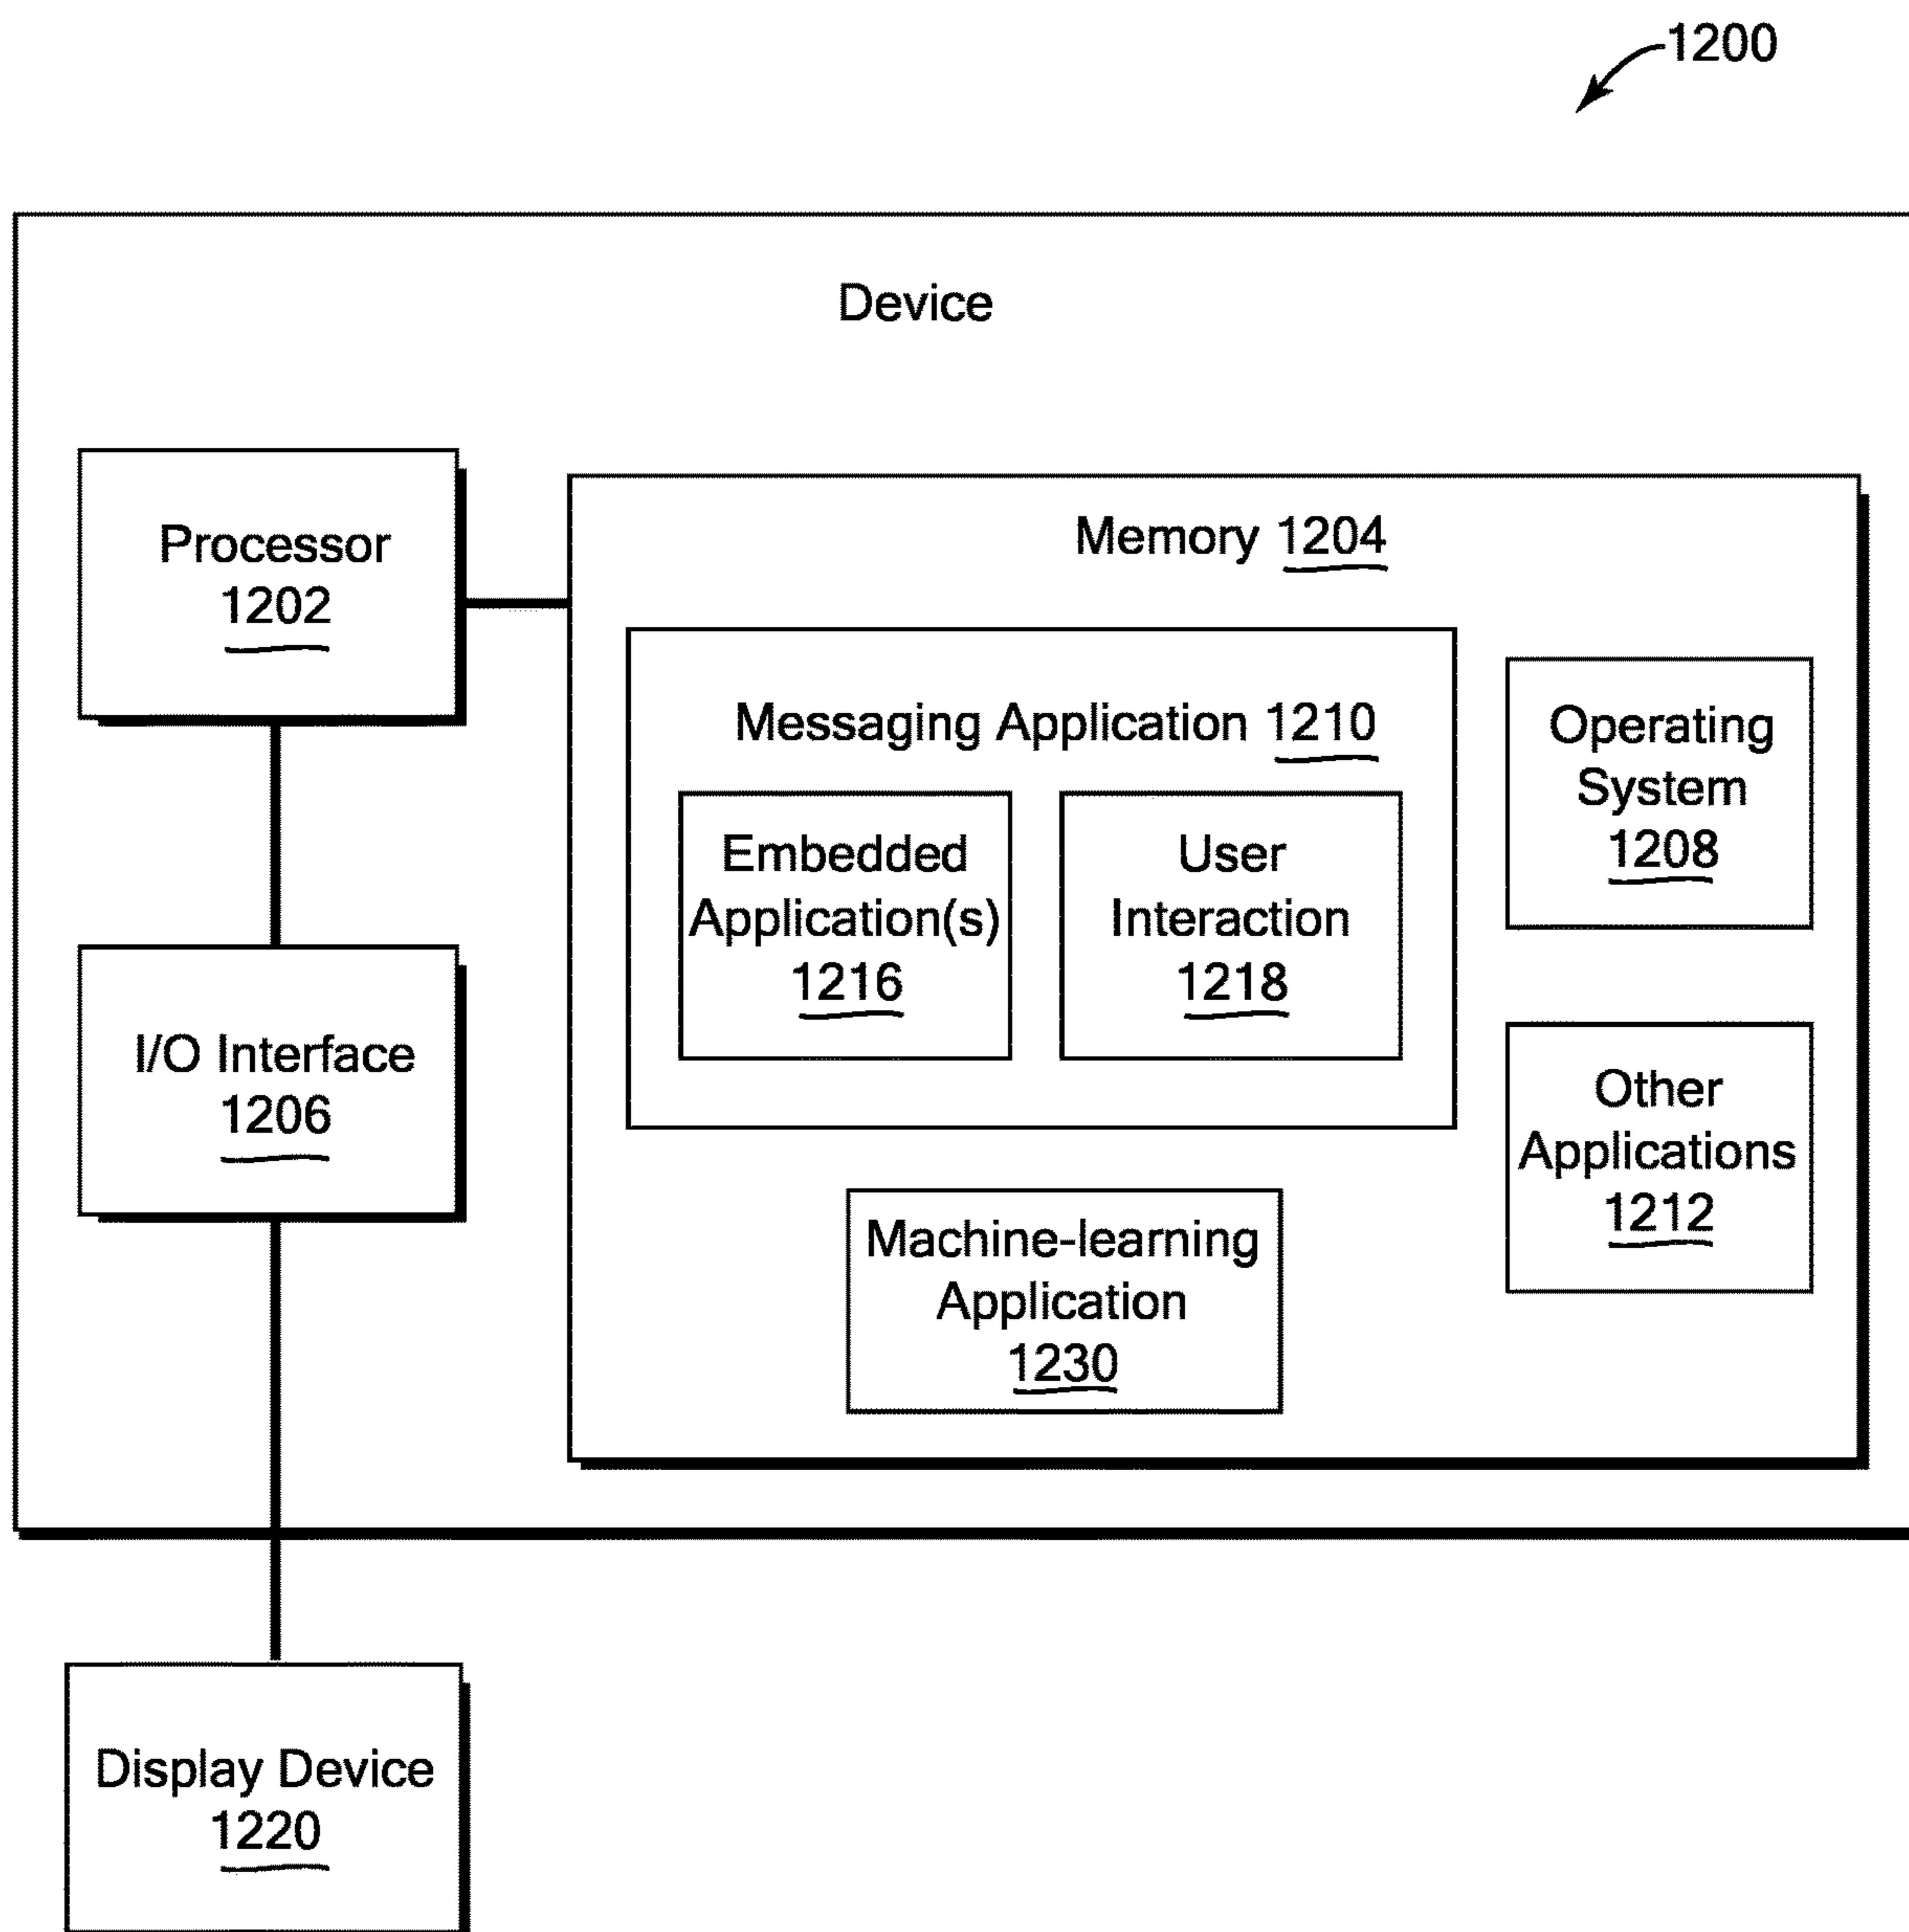 1200
Device
Processor
1202
Memory 1204
Messaging Application 1210
Embedded
Application(s)
1216
User
Interaction
1218
Operating
System
1208
I/O Interface
1206
Other
Applications
1212
Machine-learning
Application
1230
Display Device
1220